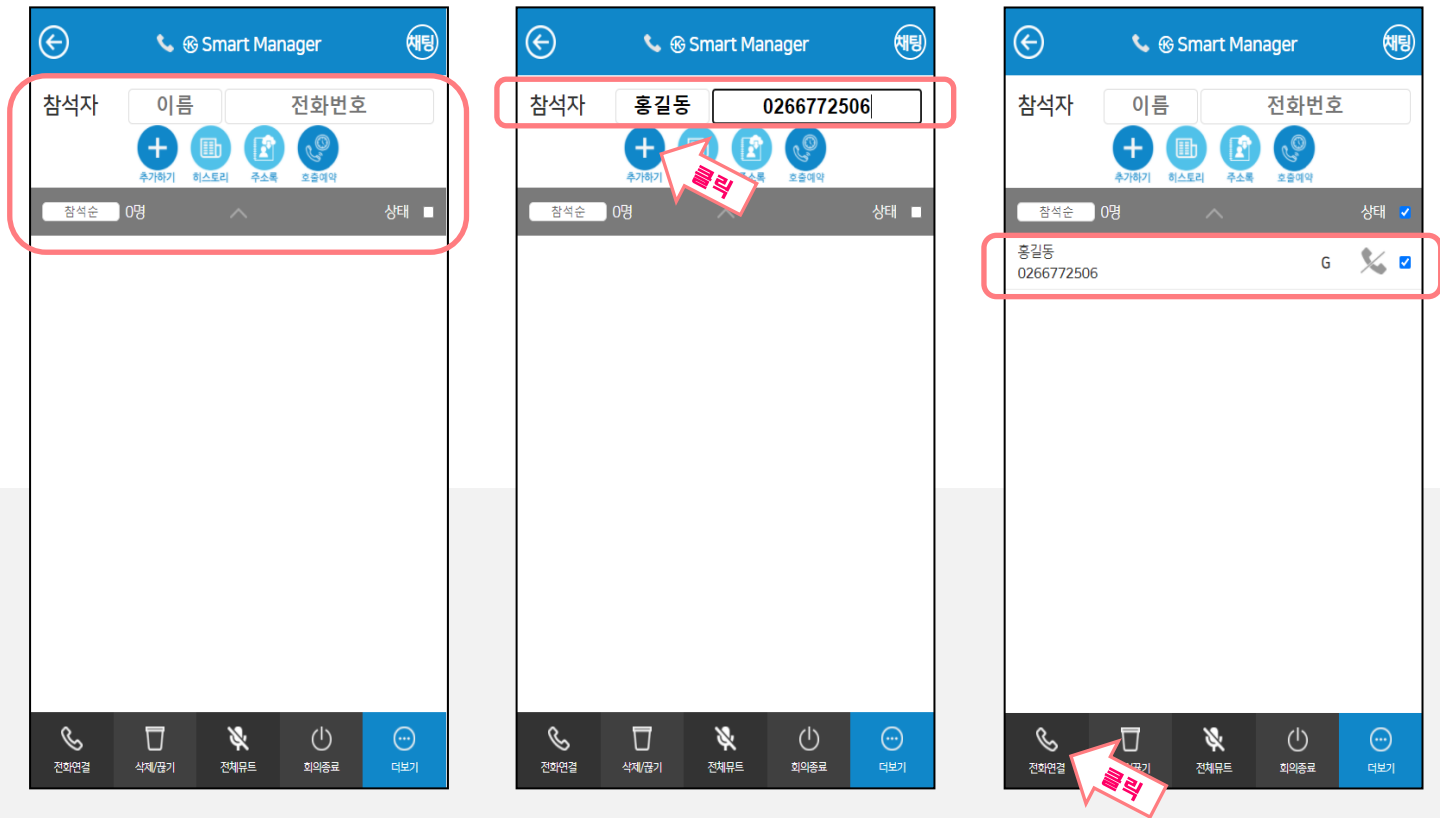 Smart Manager
채팅
참석자 이름 전화번호
추가하기 히스토리 주소록 호출예약
참석순 0명 상태
전화연결 삭제/끊기 전체뮤트 회의종료 더보기
Smart Manager
채팅
참석자 홍길동 0266772506
추가하기 호출예약
클릭
참석순 0명 상태
전화연결 삭제/끊기 전체뮤트 회의종료 더보기
Smart Manager
채팅
참석자 이름 전화번호
추가하기 히스토리 주소록 호출예약
참석순 0명 상태
홍길동
0266772506
G
전화연결 전체뮤트 회의종료 더보기
클릭